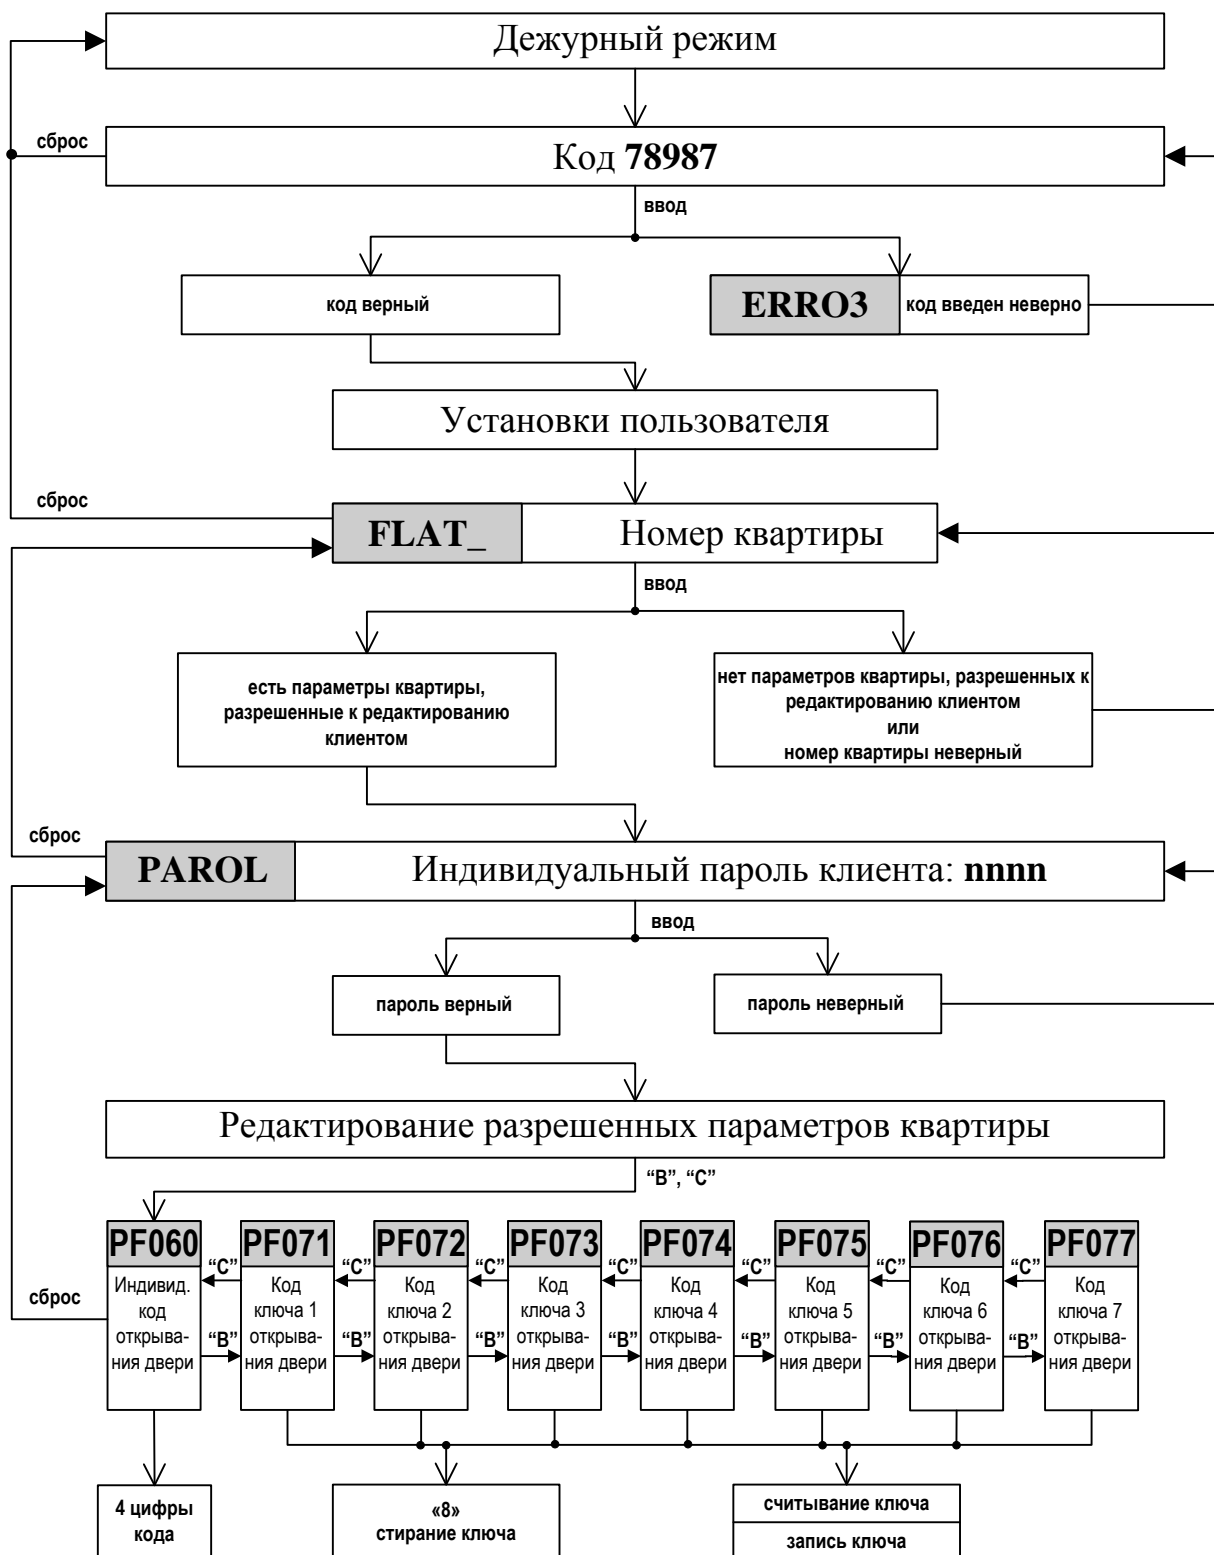 Дежурный режим
сброс
Код 78987
ввод
код верный
ERRO3
код введен неверно
Установки пользователя
сброс
FLAT_
Номер квартиры
ввод
есть параметры квартиры,
разрешенные к редактированию
клиентом
нет параметров квартиры, разрешенных к
редактированию клиентом
или
номер квартиры неверный
сброс
PAROL
Индивидуальный пароль клиента: nnnn
ввод
пароль верный
пароль неверный
Редактирование разрешенных параметров квартиры
“B”, “C”
сброс
PF060
Индивид.
код
открыва-
ния двери
“C”
“B”
PF071
Код
ключа 1
открыва-
ния двери
“C”
“B”
PF072
Код
ключа 2
открыва-
ния двери
“C”
“B”
PF073
Код
ключа 3
открыва-
ния двери
“C”
“B”
PF074
Код
ключа 4
открыва-
ния двери
“C”
“B”
PF075
Код
ключа 5
открыва-
ния двери
“C”
“B”
PF076
Код
ключа 6
открыва-
ния двери
“C”
“B”
PF077
Код
ключа 7
открыва-
ния двери
4 цифры
кода
«8»
стирание ключа
считывание ключа
запись ключа